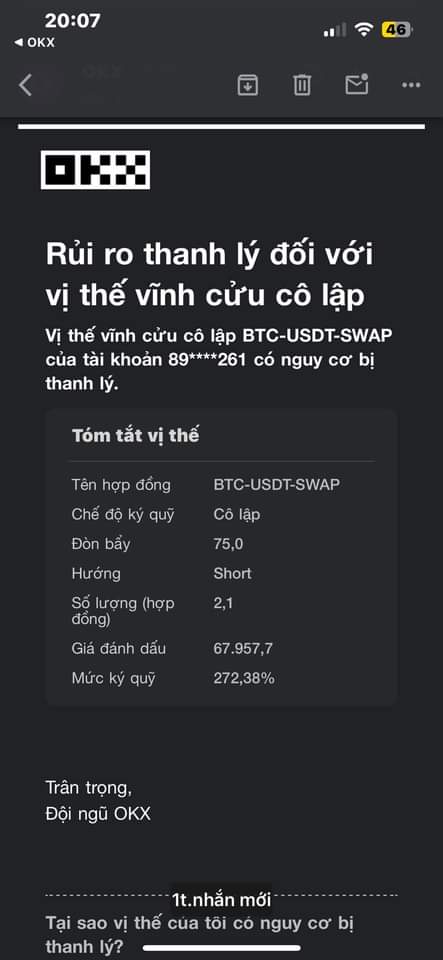 20:07
46
◀ OKX
OKX
Rủi ro thanh lý đối với
vị thế vĩnh cửu cô lập
Vị thế vĩnh cửu cô lập BTC-USDT-SWAP
của tài khoản 89****261 có nguy cơ bị
thanh lý.
Tóm tắt vị thế
Tên hợp đồng BTC-USDT-SWAP
Chế độ ký quỹ Cô lập
Đòn bẩy 75,0
Hướng Short
Số lượng (hợp
đồng) 2,1
Giá đánh dấu 67.957,7
Mức ký quỹ 272,38%
Trân trọng,
Đội ngũ OKX
1t.nhắn mới
Tại sao vị thế của tôi có nguy cơ bị
thanh lý?